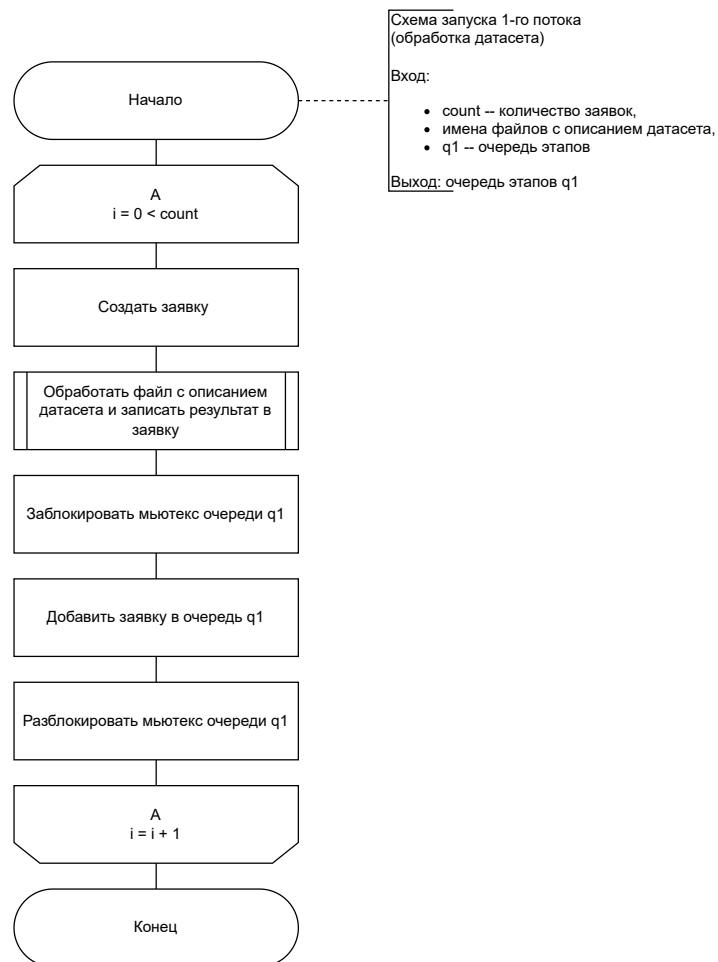 Схема запуска 1-го потока
(обработка датасета)
Вход:
• count -- количество заявок,
• имена файлов с описанием датасета,
• q1 -- очередь этапов
Выход: очередь этапов q1
Начало
A
i = 0 < count
Создать заявку
Обработать файл с описанием
датасета и записать результат в
заявку
Заблокировать мьютекс очереди q1
Добавить заявку в очередь q1
Разблокировать мьютекс очереди q1
A
i = i + 1
Конец